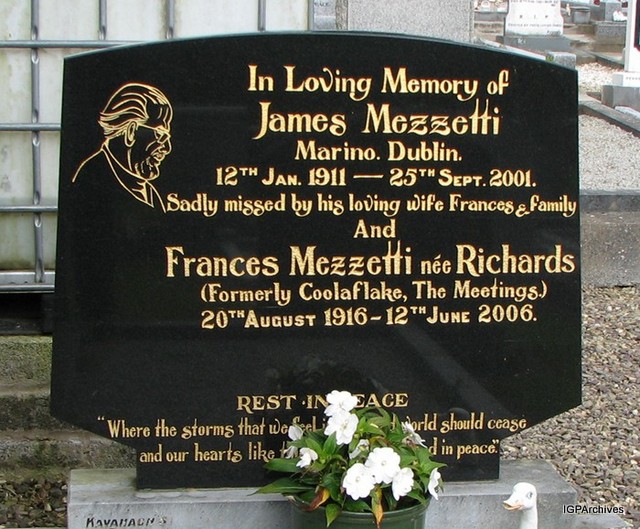 In Loving Memory of
James Mezzetti
Marino. Dublin.
12TH JAN. 1911 — 25TH SEPT. 2001.
Sadly missed by his loving wife Frances & family
And
Frances Mezzetti née Richards
(Formerly Coolaflake, The Meetings.)
20TH AUGUST 1916 - 12TH JUNE 2006.
REST IN PEACE
"Where the storms that we feel world should cease
and our hearts like in peace."
KAVANAGH'S
IGPArchives